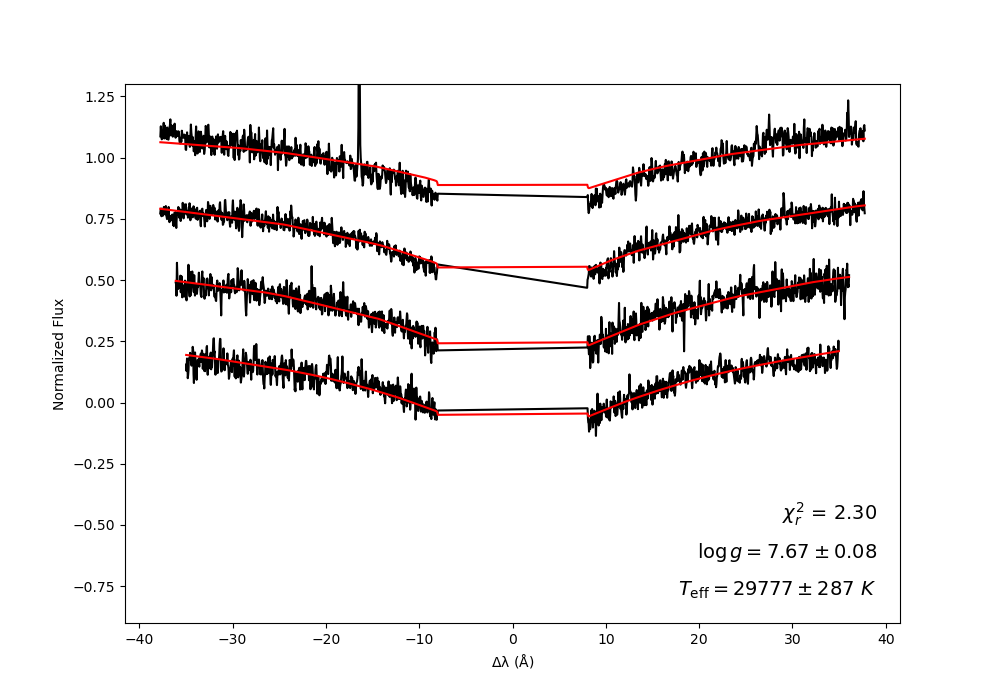 1.25
1.00
0.75
0.50
0.25
0.00
−0.25
−0.50
−0.75
Normalized Flux
χ²ᵣ = 2.30
log g = 7.67 ± 0.08
T_eff = 29777 ± 287 K
−40 −30 −20 −10 0 10 20 30 40
Δλ (Å)